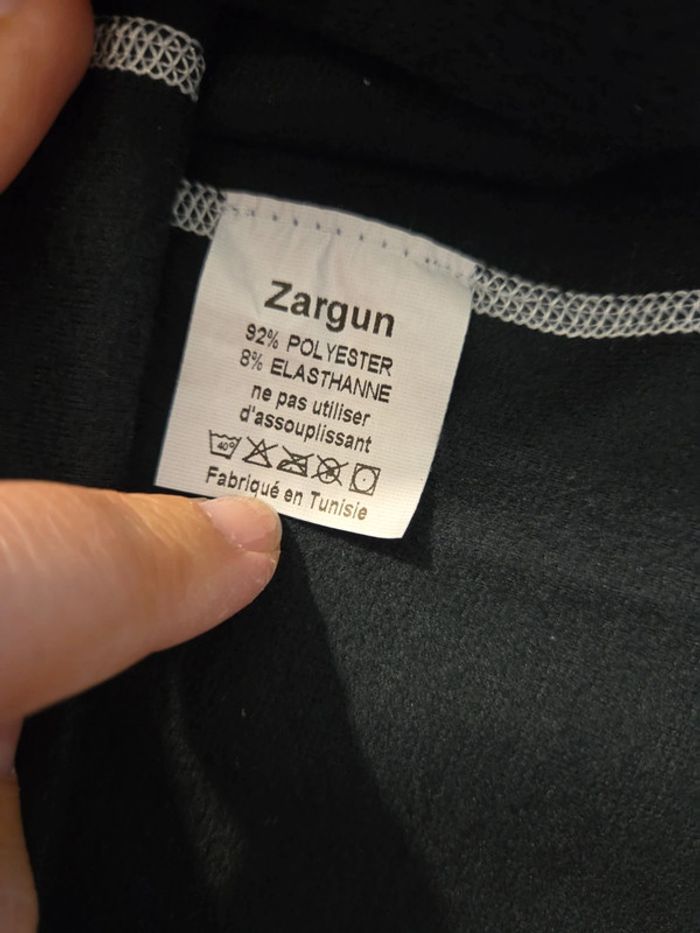 Zargun
92% POLYESTER
8% ELASTHANNE
ne pas utiliser
d'assouplissant
40°
Fabriqué en Tunisie